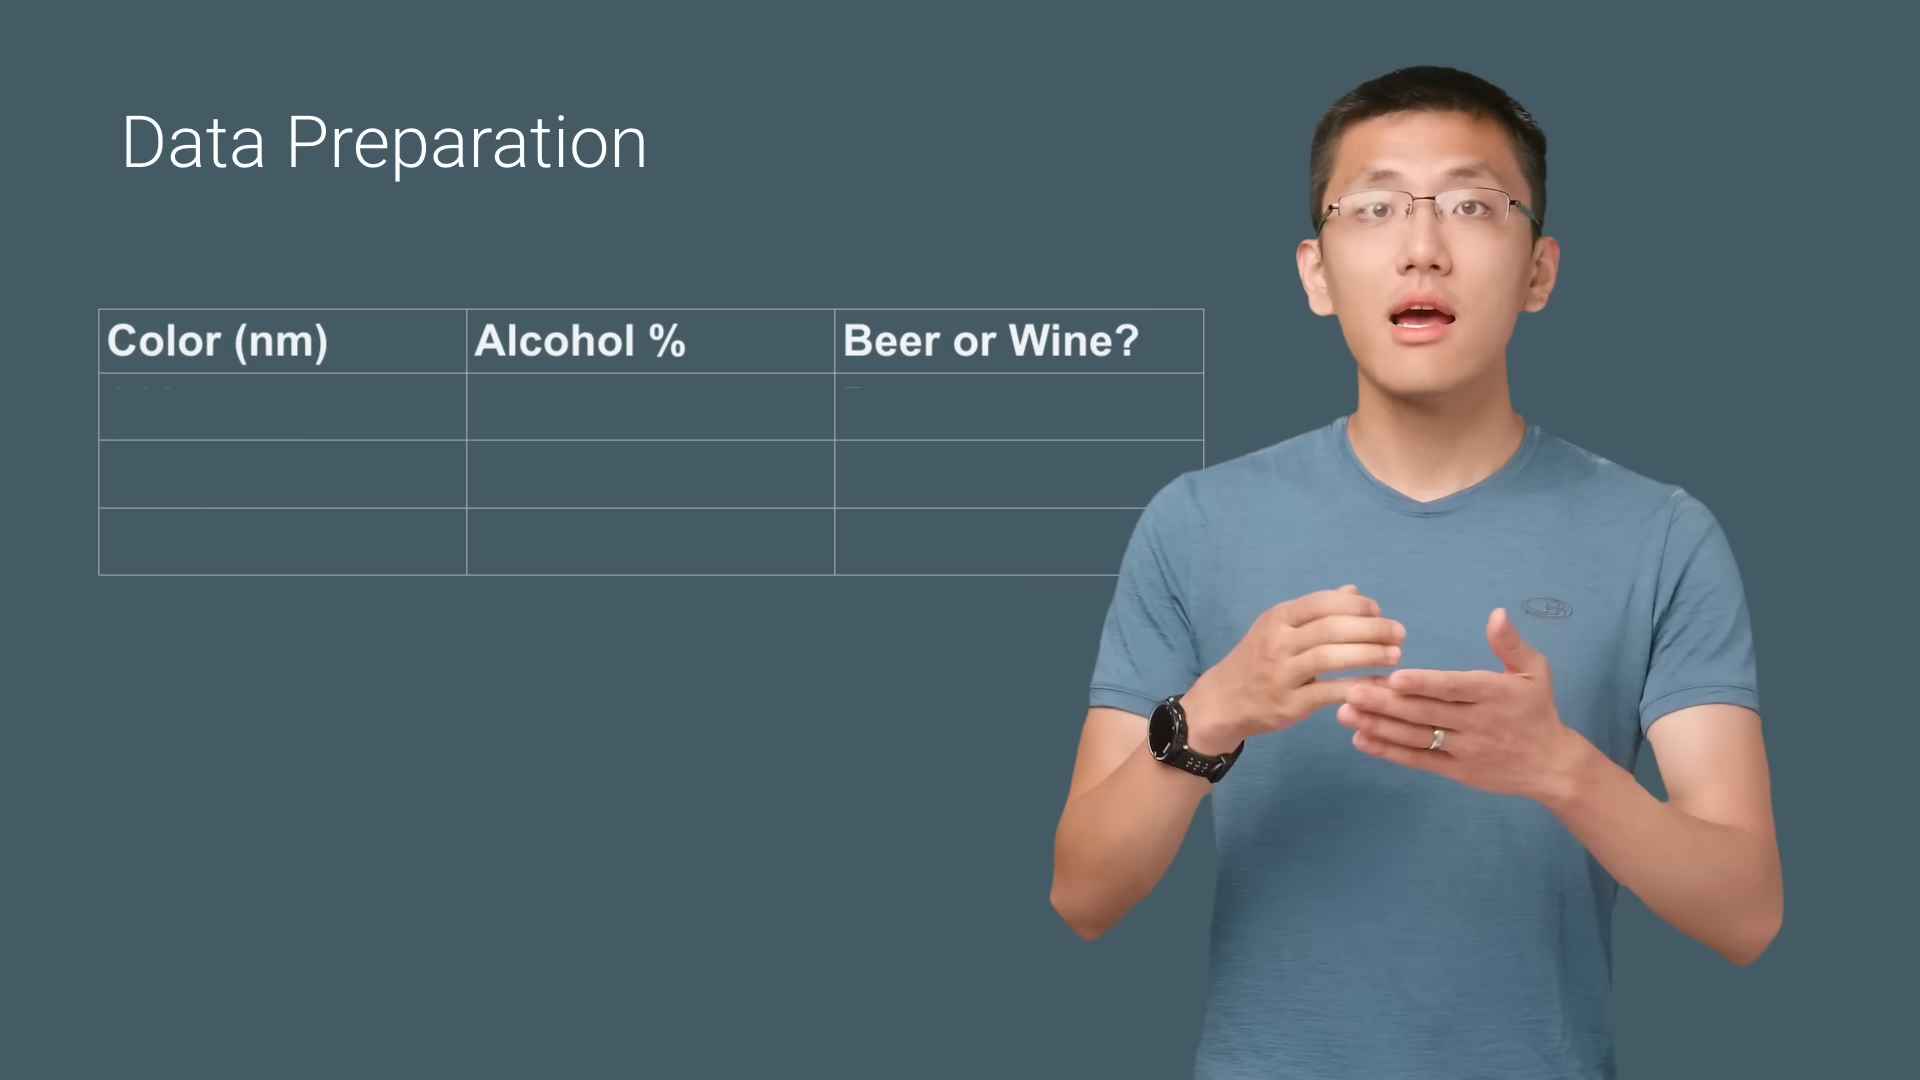 Data Preparation
Color (nm)
Alcohol %
Beer or Wine?